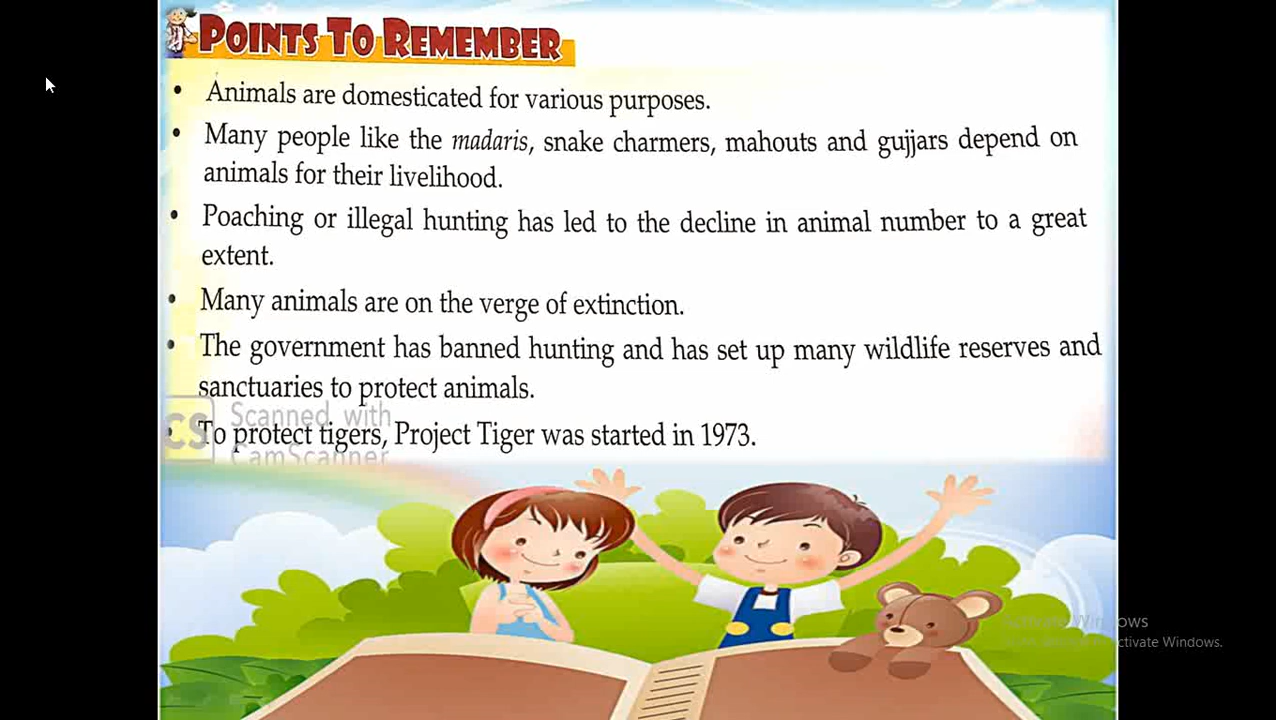 POINTS TO REMEMBER
• Animals are domesticated for various purposes.
• Many people like the madaris, snake charmers, mahouts and gujjars depend on
animals for their livelihood.
• Poaching or illegal hunting has led to the decline in animal number to a great
extent.
• Many animals are on the verge of extinction.
• The government has banned hunting and has set up many wildlife reserves and
sanctuaries to protect animals.
CS Scanned with
• To protect tigers, Project Tiger was started in 1973.
CamScanner
Activate Windows
ctivate Windows.